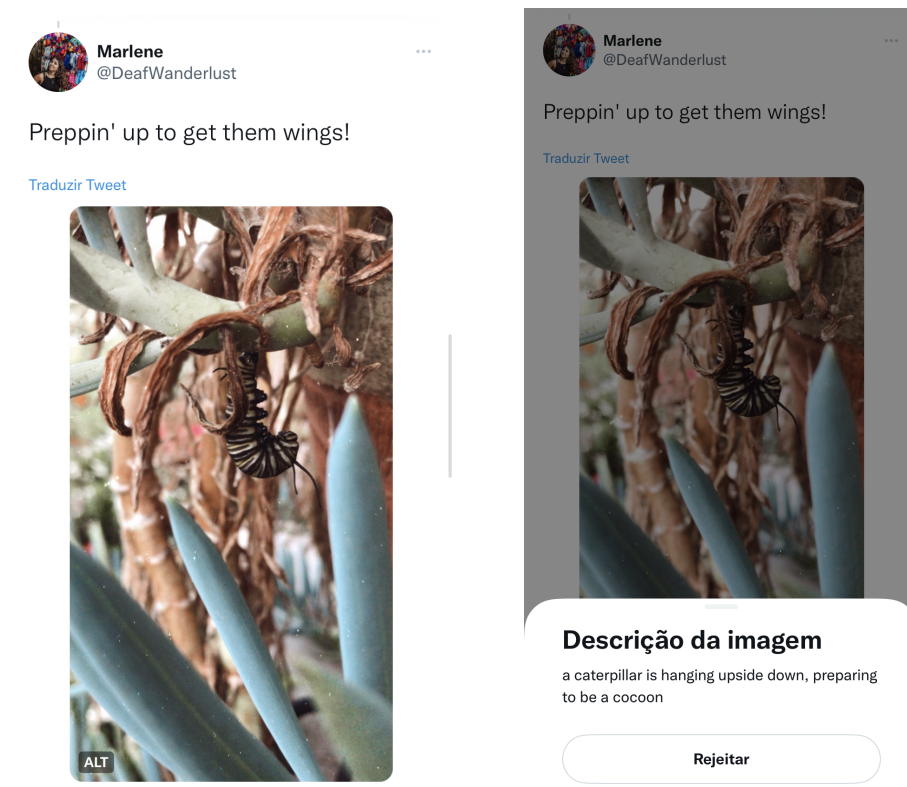 Marlene
@DeafWanderlust
Preppin' up to get them wings!
Traduzir Tweet
ALT
Marlene
@DeafWanderlust
Preppin' up to get them wings!
Traduzir Tweet
Descrição da imagem
a caterpillar is hanging upside down, preparing
to be a cocoon
Rejeitar